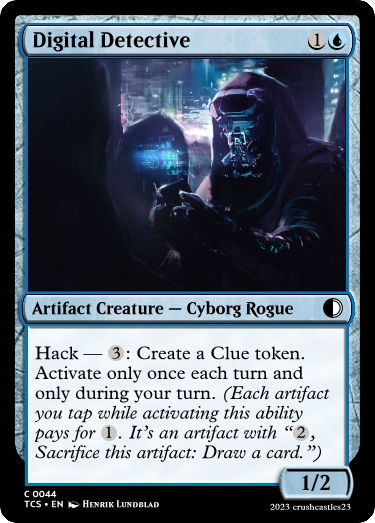 Digital Detective 1
Artifact Creature — Cyborg Rogue
Hack — 3: Create a Clue token.
Activate only once each turn and
only during your turn. (Each artifact
you tap while activating this ability
pays for 1. It's an artifact with “2,
Sacrifice this artifact: Draw a card.”)
1/2
C 0044
TCS • EN Henrik Lundblad
2023 crushcastles23